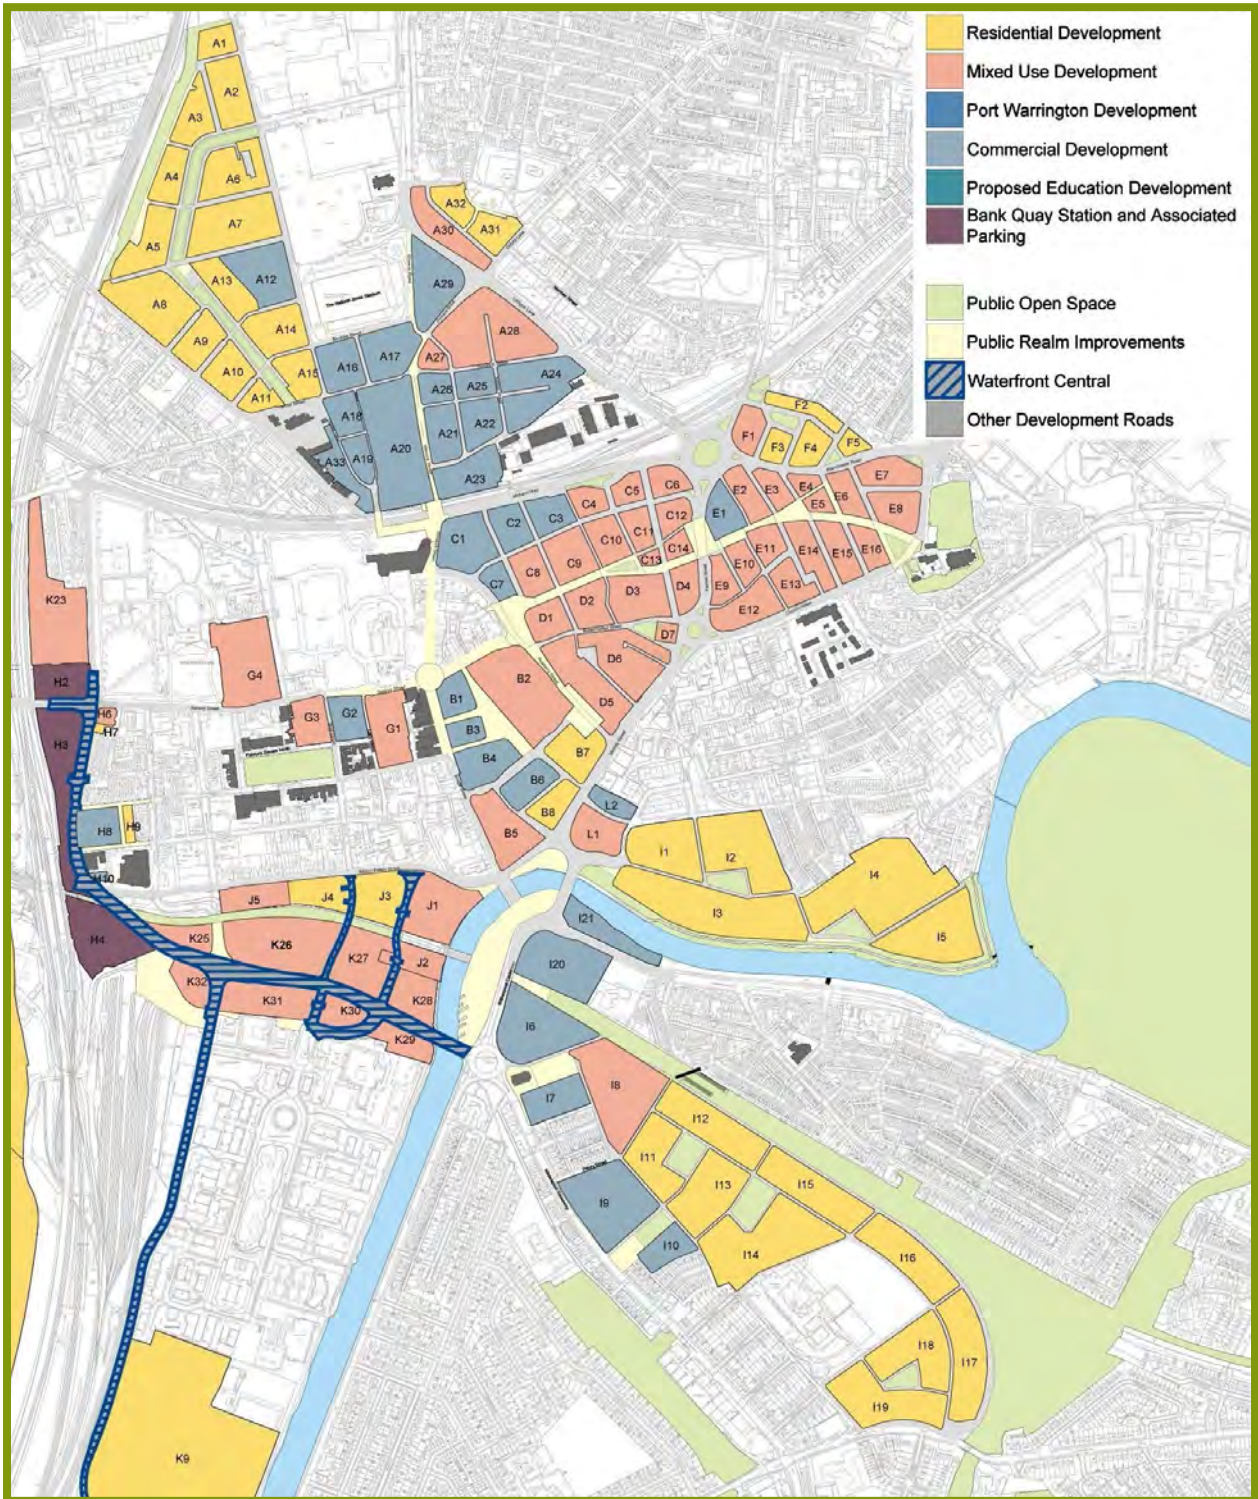 Residential Development
Mixed Use Development
Port Warrington Development
Commercial Development
Proposed Education Development
Bank Quay Station and Associated
Parking
Public Open Space
Public Realm Improvements
Waterfront Central
Other Development Roads
A1
A2
A3
A4
A6
A7
A5
A32
A30
A31
A8
A13
A12
A29
A14
A9
A10
A11
A15
A16
A17
A27
A28
A26
A25
A24
A18
A20
A21
A22
A33
A19
A23
F2
F1
F3
F4
F5
C1
C2
C3
C4
C5
C6
E1
E2
E3
E4
E5
E6
E7
E8
C7
C8
C9
C10
C11
C12
C13
C14
E9
E10
E11
E12
E13
E14
E15
E16
D1
D2
D3
D4
D7
D6
D5
K23
G4
H2
H6
H7
H3
G3
G2
G1
B1
B2
B3
B4
B6
B7
B8
B5
L2
L1
H8
H9
H10
I1
I2
I3
I4
I5
J5
J4
J3
J1
J2
I21
I20
H4
K25
K26
K27
K32
K31
K30
K28
K29
I6
I7
I8
I12
I11
I13
I15
I9
I10
I14
I16
I18
I17
I19
K9